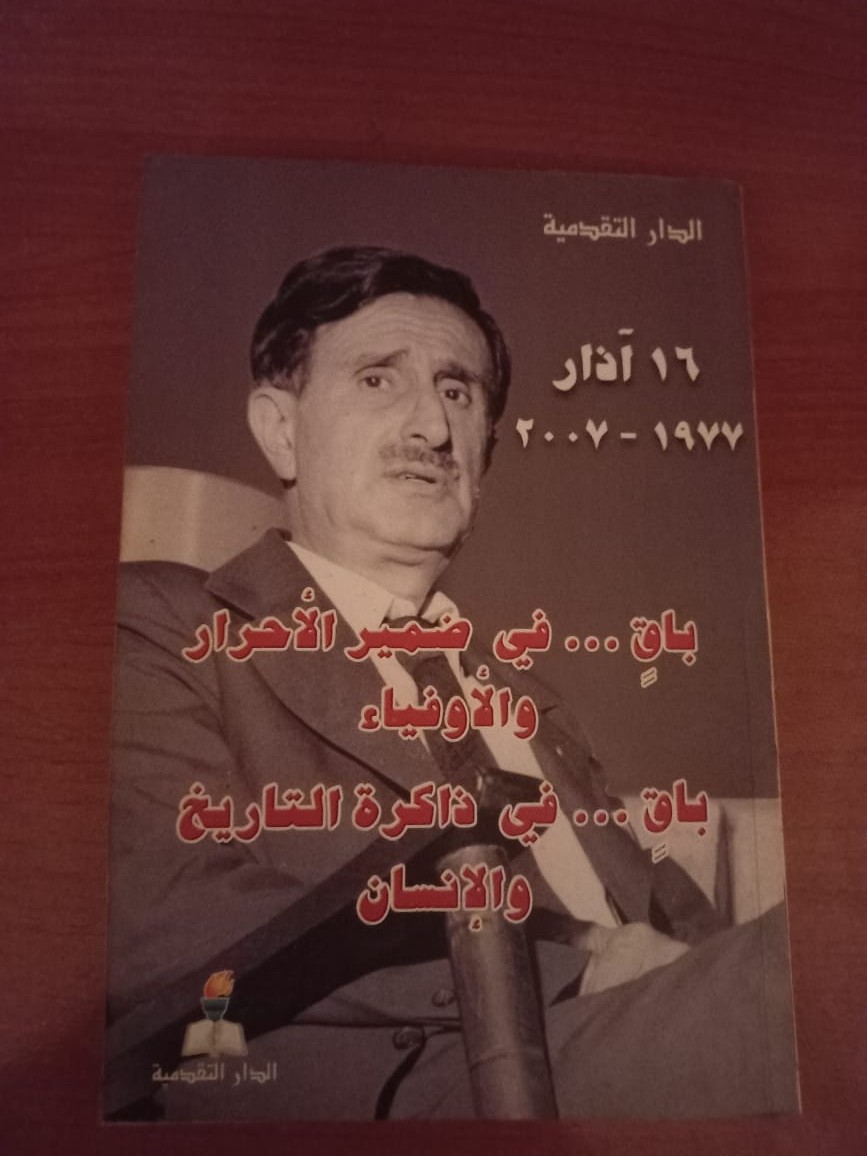 الدار التقدمية
١٦ آذار
١٩٧٧ - ٢٠٠٧
باقٍ ... في ضمير الأحرار
والأوفياء
باقٍ ... في ذاكرة التاريخ
والإنسان
الدار التقدمية